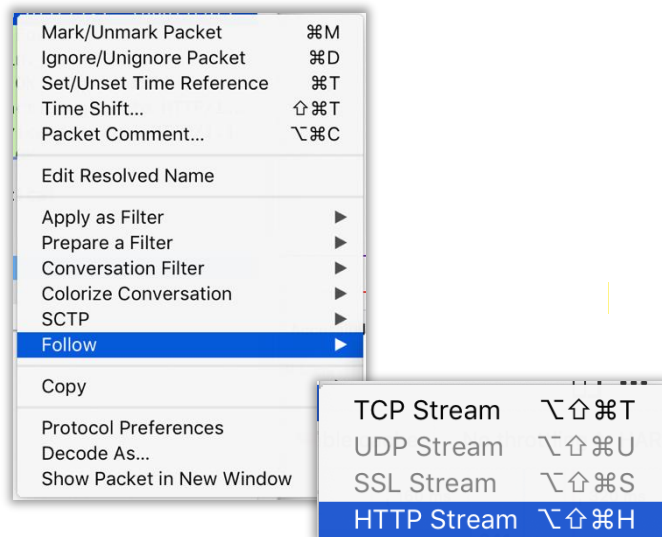 Mark/Unmark Packet ⌘M
Ignore/Unignore Packet ⌘D
Set/Unset Time Reference ⌘T
Time Shift... ⇧⌘T
Packet Comment... ⌥⌘C
Edit Resolved Name
Apply as Filter ▶
Prepare a Filter ▶
Conversation Filter ▶
Colorize Conversation ▶
SCTP ▶
Follow ▶
Copy
Protocol Preferences
Decode As...
Show Packet in New Window
TCP Stream ⌥⇧⌘T
UDP Stream ⌥⇧⌘U
SSL Stream ⌥⇧⌘S
HTTP Stream ⌥⇧⌘H